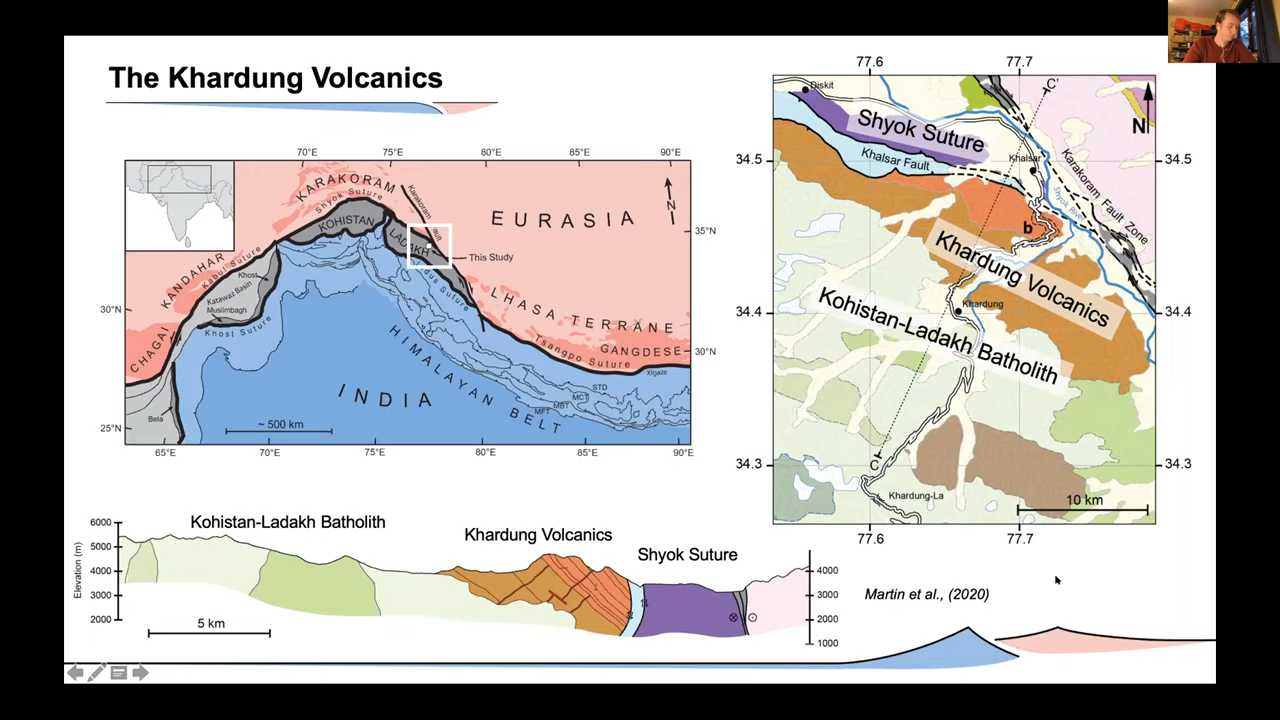 The Khardung Volcanics
70°E 75°E 80°E 85°E 90°E
KARAKORAM
Shyok Suture
Karakoram
EURASIA
N
35°N
KOHISTAN
LADAKH
This Study
KANDAHAR
Kabul Suture
Khost
Katawaz Basin
Muslimbagh
Indus Suture
LHASA TERRANE
30°N
CHAGAI
Khost Suture
HIMALAYAN BELT
Tsangpo Suture
GANGDESE
30°N
Xigaze
INDIA
STD
MCT
MBT
MFT
Bela
25°N
~ 500 km
65°E 70°E 75°E 80°E 85°E 90°E
77.6 77.7
Diskit
C'
N
Shyok Suture
Khalsar Fault
Khalsar
Karakoram Fault Zone
Shyok River
34.5 34.5
b
Khardung Volcanics
Khardung
34.4 34.4
Kohistan-Ladakh Batholith
34.3 34.3
C
Khardung-La
10 km
77.6 77.7
Kohistan-Ladakh Batholith
Khardung Volcanics
Shyok Suture
Elevation (m)
6000
5000
4000 4000
3000 3000
2000 2000
1000
5 km
Martin et al., (2020)